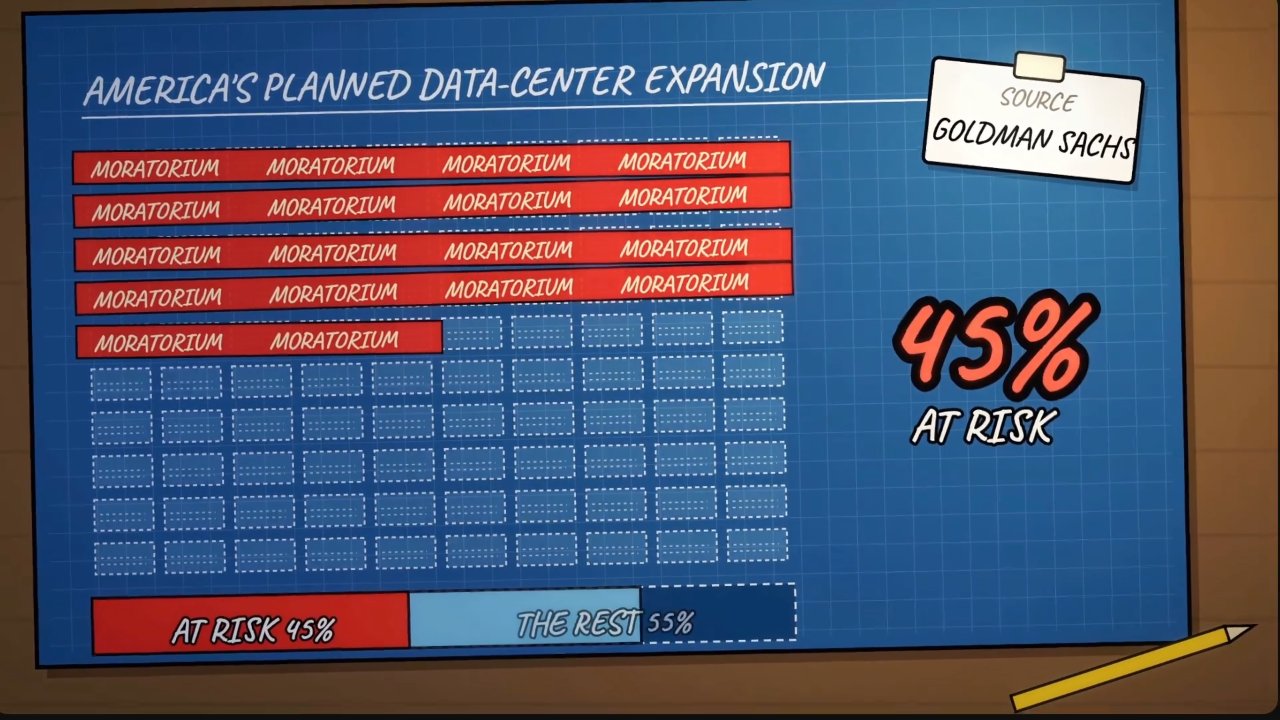 AMERICA'S PLANNED DATA-CENTER EXPANSION
SOURCE
GOLDMAN SACHS
MORATORIUM MORATORIUM MORATORIUM MORATORIUM
MORATORIUM MORATORIUM MORATORIUM MORATORIUM
MORATORIUM MORATORIUM MORATORIUM MORATORIUM
MORATORIUM MORATORIUM MORATORIUM MORATORIUM
MORATORIUM MORATORIUM
45%
AT RISK
AT RISK 45%
THE REST 55%